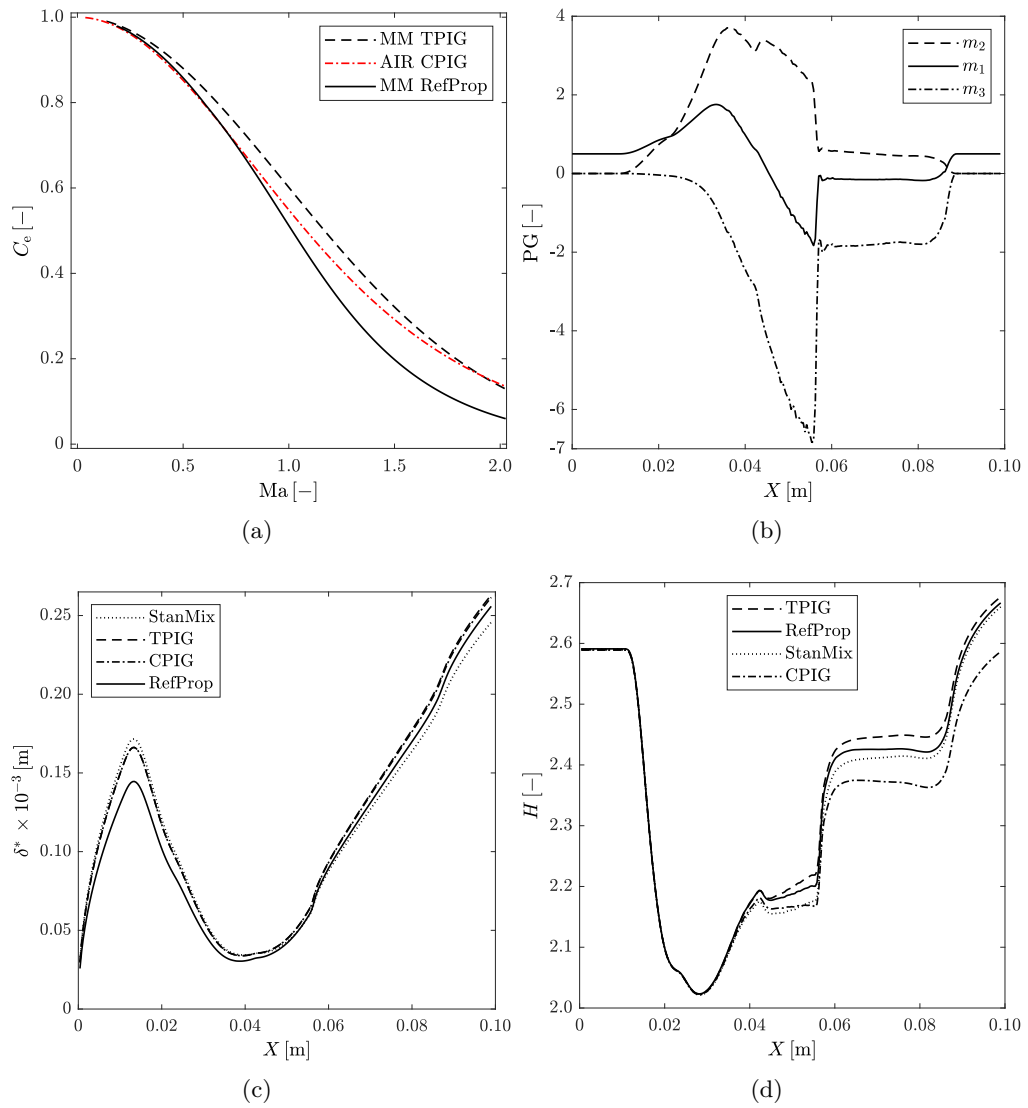 1.0
0.8
0.6
0.4
0.2
0
C_e [−]
MM TPIG
AIR CPIG
MM RefProp
0 0.5 1.0 1.5 2.0
Ma [−]
(a)
4
2
0
-2
-4
-6
-7
PG [−]
m_2
m_1
m_3
0 0.02 0.04 0.06 0.08 0.10
X [m]
(b)
0.25
0.20
0.15
0.10
0.05
0
δ* × 10^{−3} [m]
StanMix
TPIG
CPIG
RefProp
0 0.02 0.04 0.06 0.08 0.10
X [m]
(c)
2.7
2.6
2.5
2.4
2.3
2.2
2.1
2.0
H [−]
TPIG
RefProp
StanMix
CPIG
0 0.02 0.04 0.06 0.08 0.10
X [m]
(d)